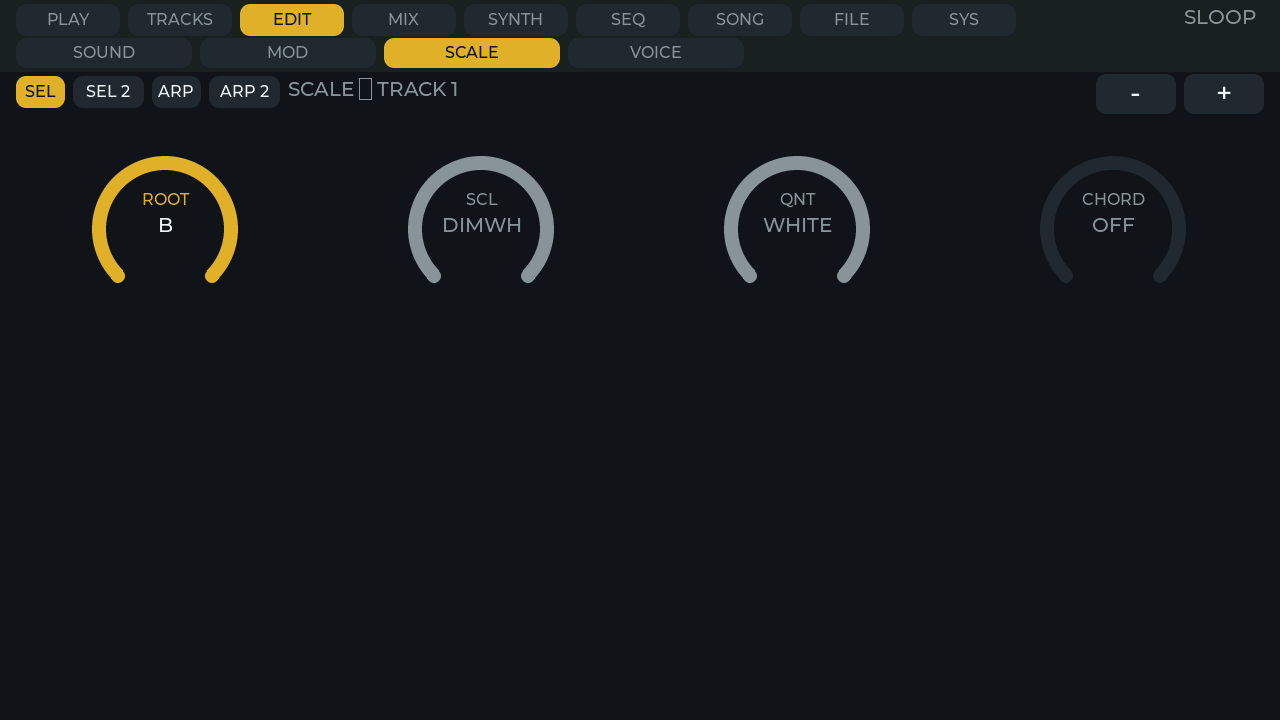 PLAY TRACKS EDIT MIX SYNTH SEQ SONG FILE SYS SLOOP
SOUND MOD SCALE VOICE
SEL SEL 2 ARP ARP 2 SCALE TRACK 1 - +
ROOT SCL QNT CHORD
B DIMWH WHITE OFF